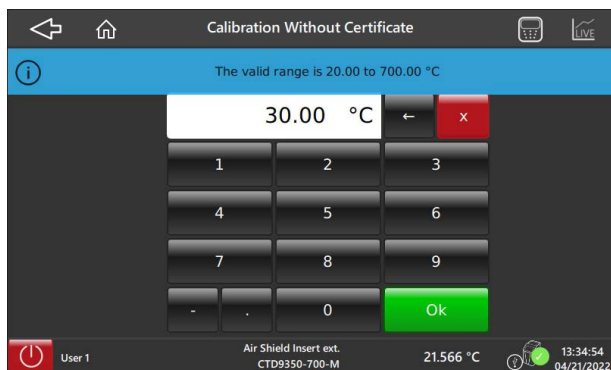 Calibration Without Certificate
LIVE
The valid range is 20.00 to 700.00 °C
30.00 °C ← x
1 2 3
4 5 6
7 8 9
- . 0 Ok
User 1
Air Shield Insert ext.
CTD9350-700-M
21.566 °C
13:34:54
04/21/2022